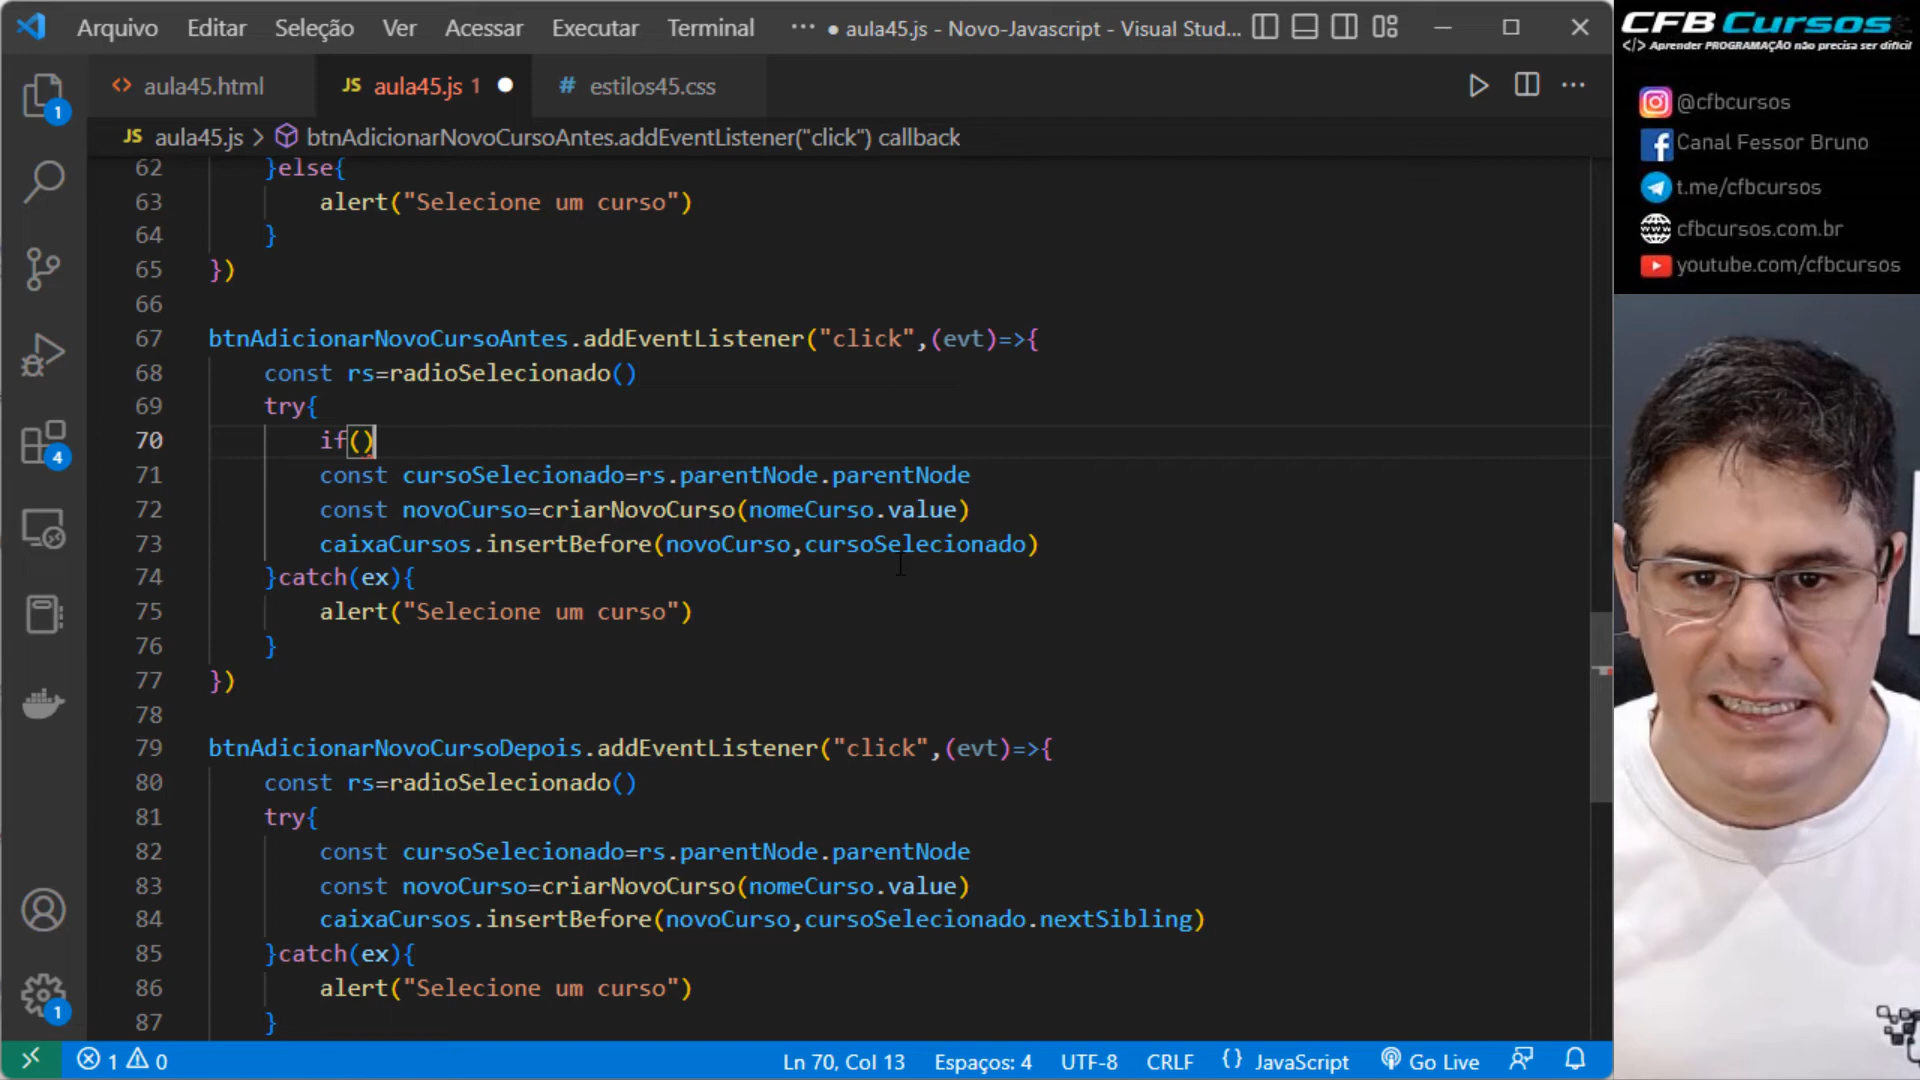 Arquivo Editar Seleção Ver Acessar Executar Terminal ··· ● aula45.js - Novo-Javascript - Visual Stud...
aula45.html
JS aula45.js 1
# estilos45.css
JS aula45.js > btnAdicionarNovoCursoAntes.addEventListener("click") callback
62 }else{
63 alert("Selecione um curso")
64 }
65 })
66
67 btnAdicionarNovoCursoAntes.addEventListener("click",(evt)=>{
68 const rs=radioSelecionado()
69 try{
70 if()
71 const cursoSelecionado=rs.parentNode.parentNode
72 const novoCurso=criarNovoCurso(nomeCurso.value)
73 caixaCursos.insertBefore(novoCurso,cursoSelecionado)
74 }catch(ex){
75 alert("Selecione um curso")
76 }
77 })
78
79 btnAdicionarNovoCursoDepois.addEventListener("click",(evt)=>{
80 const rs=radioSelecionado()
81 try{
82 const cursoSelecionado=rs.parentNode.parentNode
83 const novoCurso=criarNovoCurso(nomeCurso.value)
84 caixaCursos.insertBefore(novoCurso,cursoSelecionado.nextSibling)
85 }catch(ex){
86 alert("Selecione um curso")
87 }
1
4
1
1 0
Ln 70, Col 13 Espaços: 4 UTF-8 CRLF {} JavaScript Go Live
CFB Cursos
</> Aprender PROGRAMAÇÃO não precisa ser difícil
@cfbcursos
Canal Fessor Bruno
t.me/cfbcursos
cfbcursos.com.br
youtube.com/cfbcursos